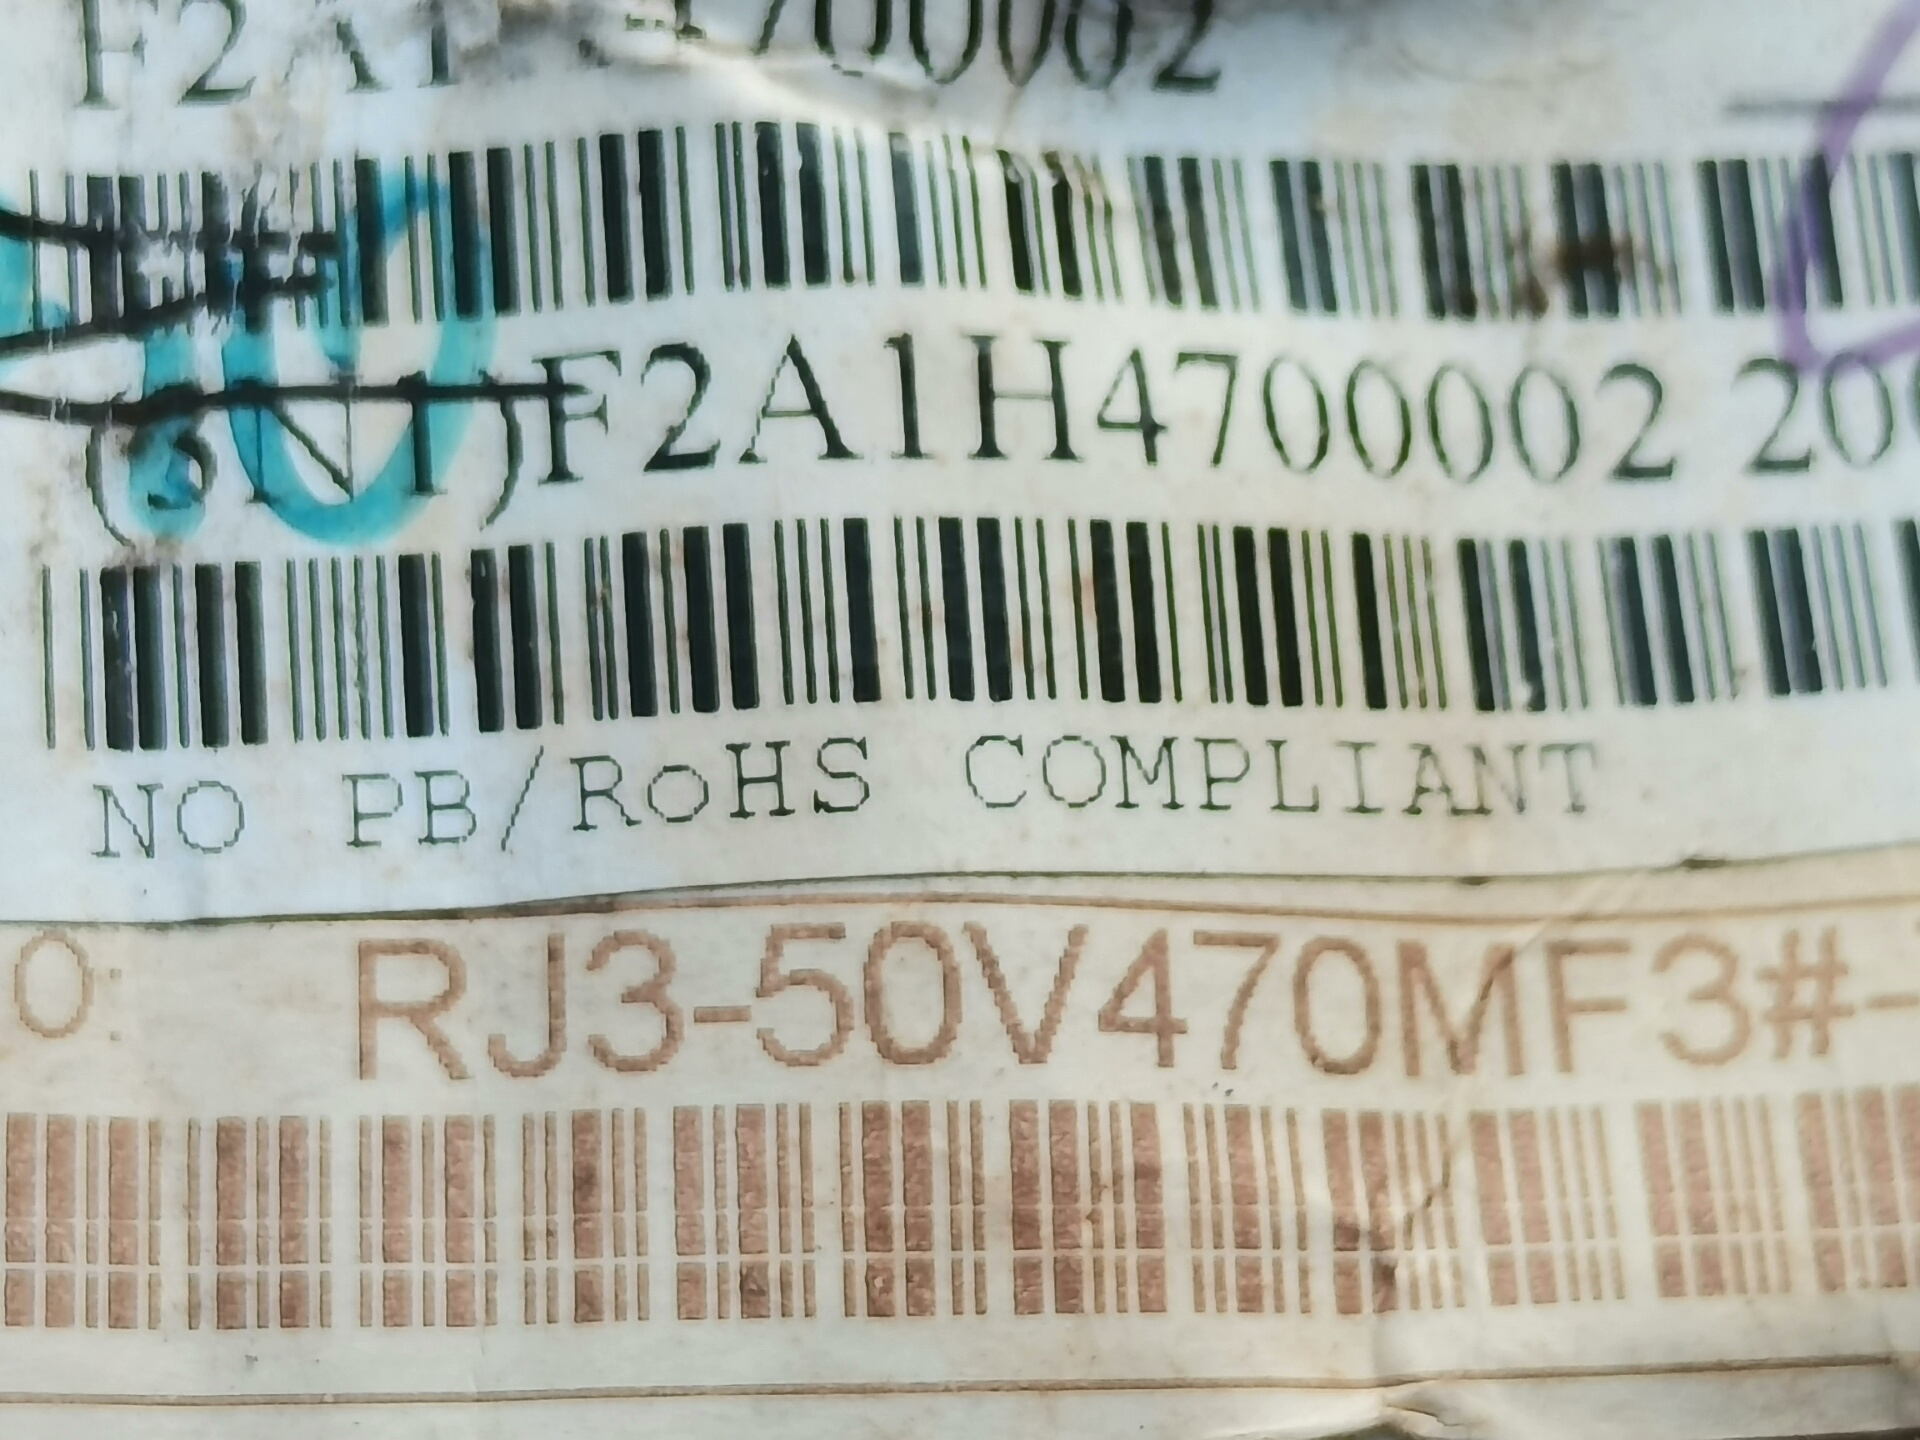 F2A1H4700002
(3N1)F2A1H4700002 20
NO PB/RoHS COMPLIANT
O: RJ3-50V470MF3#-